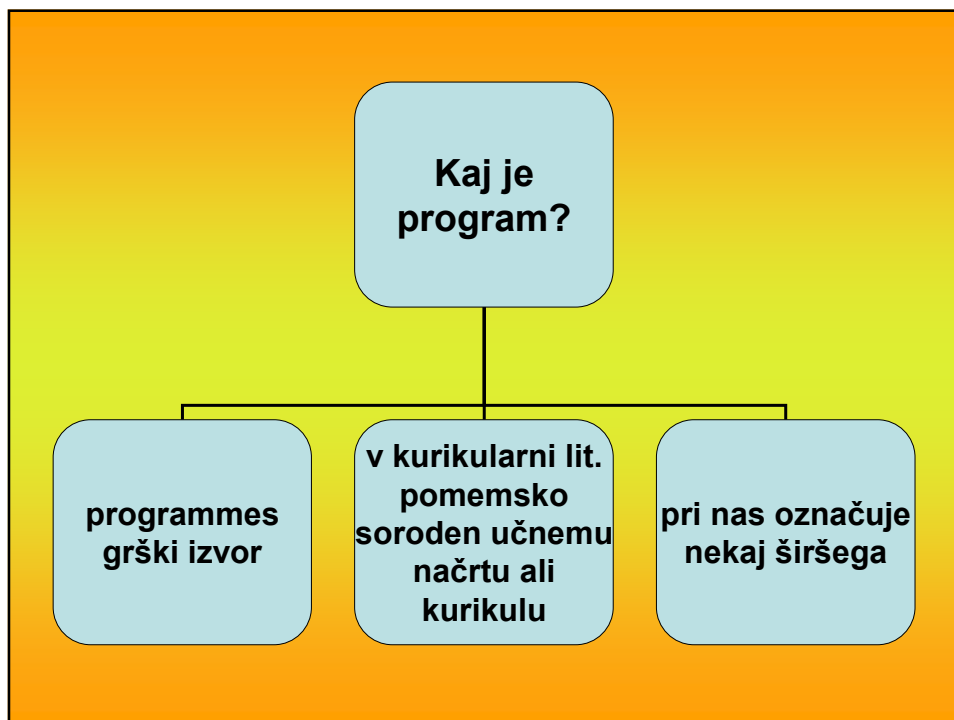 Kaj je
program?
programmes
grški izvor
v kurikularni lit.
pomemsko
soroden učnemu
načrtu ali
kurikulu
pri nas označuje
nekaj širšega